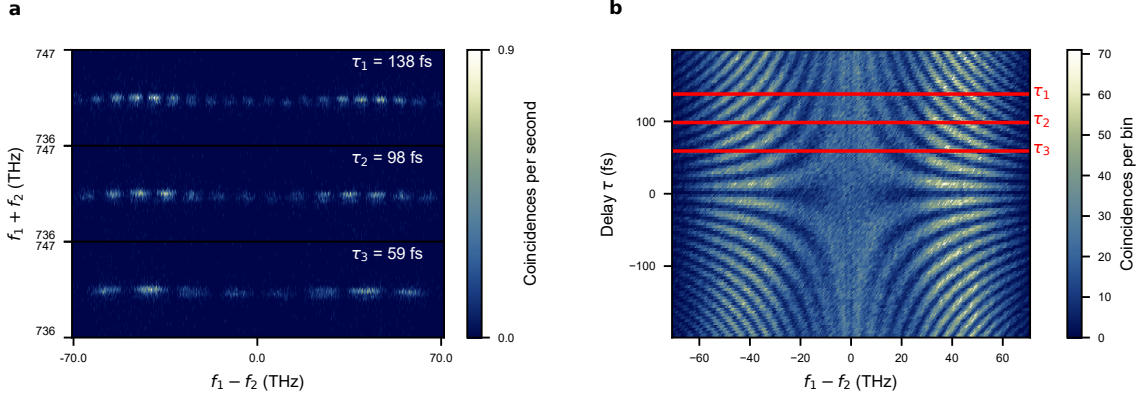 a
b
747
736
747
736
747
736
f₁ + f₂ (THz)
τ₁ = 138 fs
τ₂ = 98 fs
τ₃ = 59 fs
-70.0
0.0
70.0
f₁ − f₂ (THz)
0.9
0.0
Coincidences per second
100
0
−100
Delay τ (fs)
τ₁
τ₂
τ₃
−60
−40
−20
0
20
40
60
f₁ − f₂ (THz)
70
60
50
40
30
20
10
0
Coincidences per bin